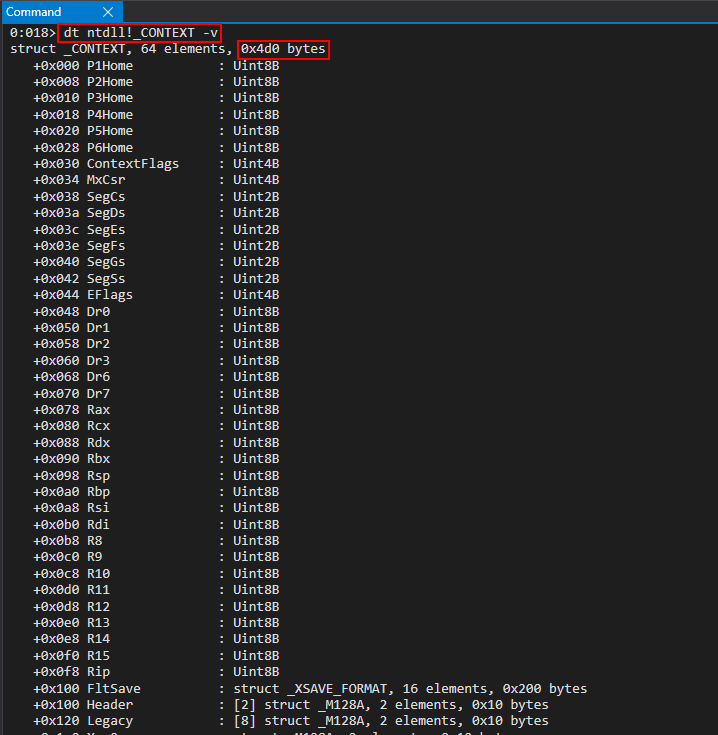 Command
0:018> dt ntdll!_CONTEXT -v
struct _CONTEXT, 64 elements, 0x4d0 bytes
+0x000 P1Home : Uint8B
+0x008 P2Home : Uint8B
+0x010 P3Home : Uint8B
+0x018 P4Home : Uint8B
+0x020 P5Home : Uint8B
+0x028 P6Home : Uint8B
+0x030 ContextFlags : Uint4B
+0x034 MxCsr : Uint4B
+0x038 SegCs : Uint2B
+0x03a SegDs : Uint2B
+0x03c SegEs : Uint2B
+0x03e SegFs : Uint2B
+0x040 SegGs : Uint2B
+0x042 SegSs : Uint2B
+0x044 EFlags : Uint4B
+0x048 Dr0 : Uint8B
+0x050 Dr1 : Uint8B
+0x058 Dr2 : Uint8B
+0x060 Dr3 : Uint8B
+0x068 Dr6 : Uint8B
+0x070 Dr7 : Uint8B
+0x078 Rax : Uint8B
+0x080 Rcx : Uint8B
+0x088 Rdx : Uint8B
+0x090 Rbx : Uint8B
+0x098 Rsp : Uint8B
+0x0a0 Rbp : Uint8B
+0x0a8 Rsi : Uint8B
+0x0b0 Rdi : Uint8B
+0x0b8 R8 : Uint8B
+0x0c0 R9 : Uint8B
+0x0c8 R10 : Uint8B
+0x0d0 R11 : Uint8B
+0x0d8 R12 : Uint8B
+0x0e0 R13 : Uint8B
+0x0e8 R14 : Uint8B
+0x0f0 R15 : Uint8B
+0x0f8 Rip : Uint8B
+0x100 FltSave : struct _XSAVE_FORMAT, 16 elements, 0x200 bytes
+0x100 Header : [2] struct _M128A, 2 elements, 0x10 bytes
+0x120 Legacy : [8] struct _M128A, 2 elements, 0x10 bytes